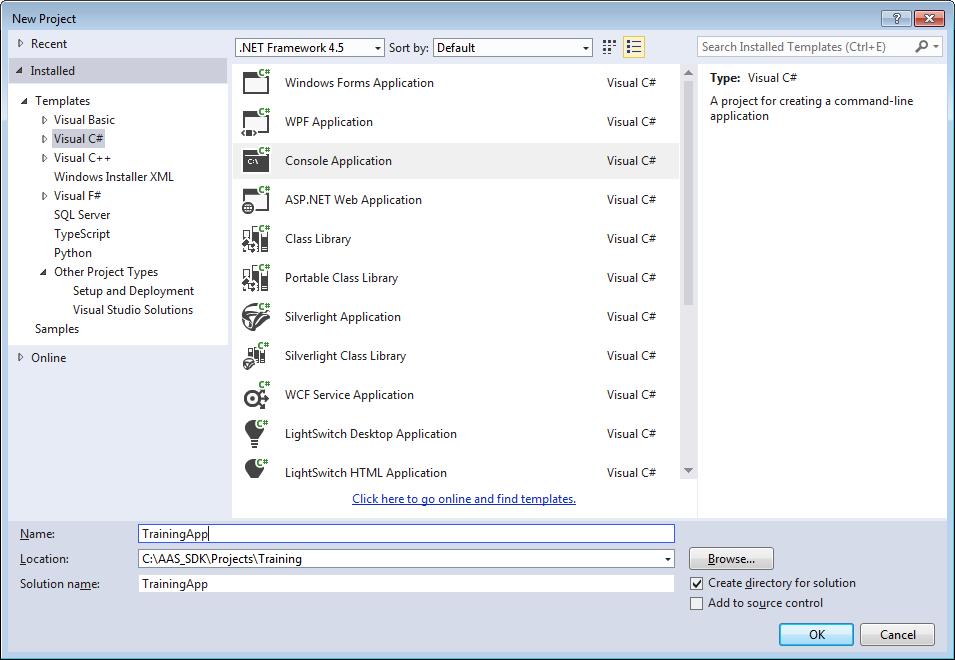 New Project
?
Recent
Installed
Templates
Visual Basic
Visual C#
Visual C++
Windows Installer XML
Visual F#
SQL Server
TypeScript
Python
Other Project Types
Setup and Deployment
Visual Studio Solutions
Samples
Online
.NET Framework 4.5 Sort by: Default
C# Windows Forms Application Visual C#
C# WPF Application Visual C#
C# C:\ Console Application Visual C#
C# ASP.NET Web Application Visual C#
C# Class Library Visual C#
C# Portable Class Library Visual C#
C# Silverlight Application Visual C#
C# Silverlight Class Library Visual C#
C# WCF Service Application Visual C#
C# LightSwitch Desktop Application Visual C#
C# LightSwitch HTML Application Visual C#
Click here to go online and find templates.
Search Installed Templates (Ctrl+E)
Type: Visual C#
A project for creating a command-line
application
Name: TrainingApp
Location: C:\AAS_SDK\Projects\Training
Browse...
Solution name: TrainingApp
Create directory for solution
Add to source control
OK Cancel